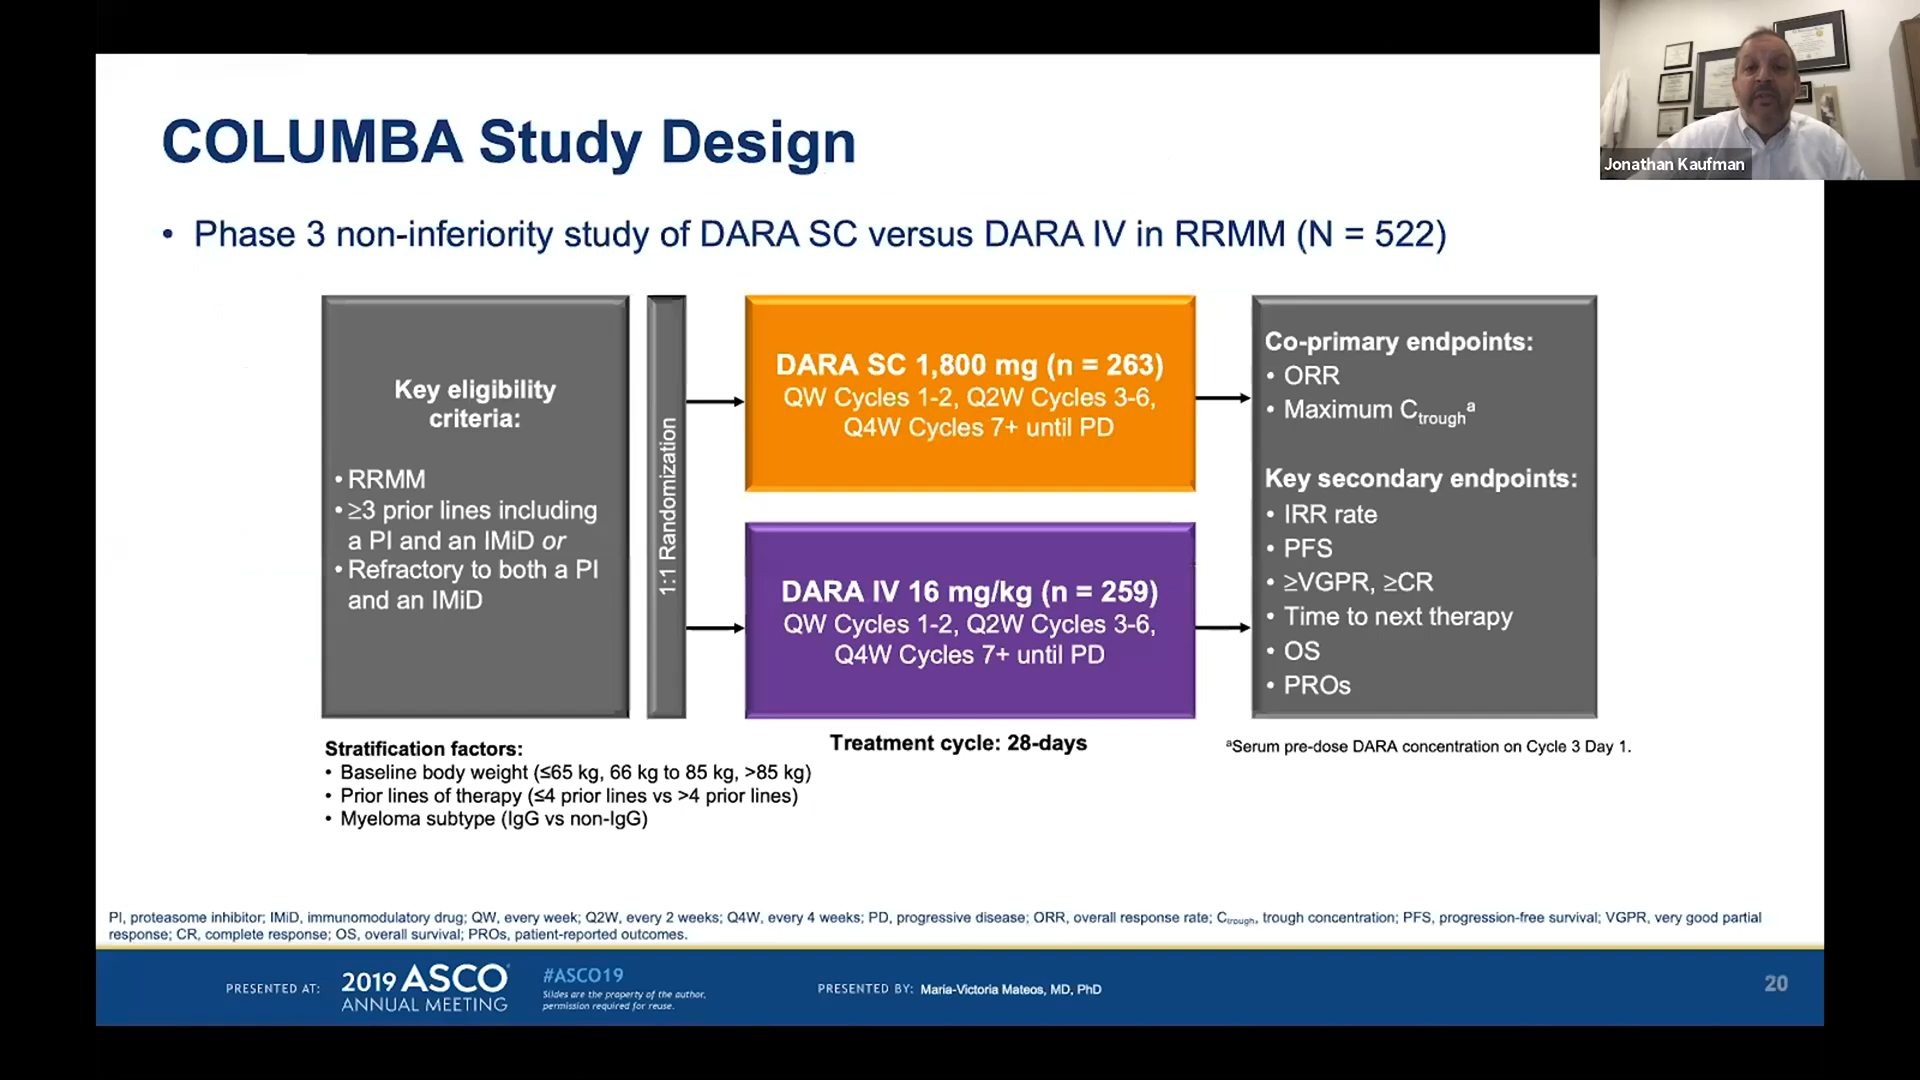 COLUMBA Study Design
Jonathan Kaufman
• Phase 3 non-inferiority study of DARA SC versus DARA IV in RRMM (N = 522)
Key eligibility
criteria:
• RRMM
• ≥3 prior lines including
a PI and an IMiD or
• Refractory to both a PI
and an IMiD
1:1 Randomization
DARA SC 1,800 mg (n = 263)
QW Cycles 1-2, Q2W Cycles 3-6,
Q4W Cycles 7+ until PD
DARA IV 16 mg/kg (n = 259)
QW Cycles 1-2, Q2W Cycles 3-6,
Q4W Cycles 7+ until PD
Co-primary endpoints:
• ORR
• Maximum Ctrougha
Key secondary endpoints:
• IRR rate
• PFS
• ≥VGPR, ≥CR
• Time to next therapy
• OS
• PROs
Stratification factors:
• Baseline body weight (≤65 kg, 66 kg to 85 kg, >85 kg)
• Prior lines of therapy (≤4 prior lines vs >4 prior lines)
• Myeloma subtype (IgG vs non-IgG)
Treatment cycle: 28-days
aSerum pre-dose DARA concentration on Cycle 3 Day 1.
PI, proteasome inhibitor; IMiD, immunomodulatory drug; QW, every week; Q2W, every 2 weeks; Q4W, every 4 weeks; PD, progressive disease; ORR, overall response rate; Ctrough, trough concentration; PFS, progression-free survival; VGPR, very good partial
response; CR, complete response; OS, overall survival; PROs, patient-reported outcomes.
PRESENTED AT:
2019 ASCO
ANNUAL MEETING
#ASCO19
Slides are the property of the author,
permission required for reuse.
PRESENTED BY: Maria-Victoria Mateos, MD, PhD
20